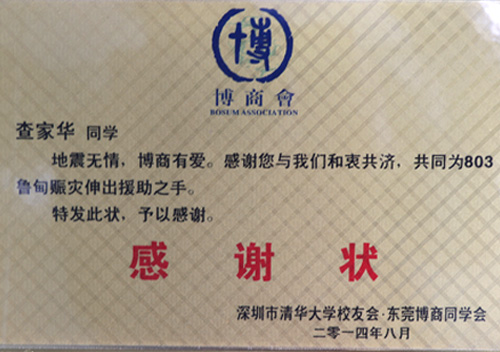 博
博商會
BOSUM ASSOCIATION
查家华 同学
地震无情，博商有爱。感谢您与我们和衷共济，共同为803
鲁甸赈灾伸出援助之手。
特发此状，予以感谢。
感谢状
深圳市清华大学校友会·东莞博商同学会
二零一四年八月